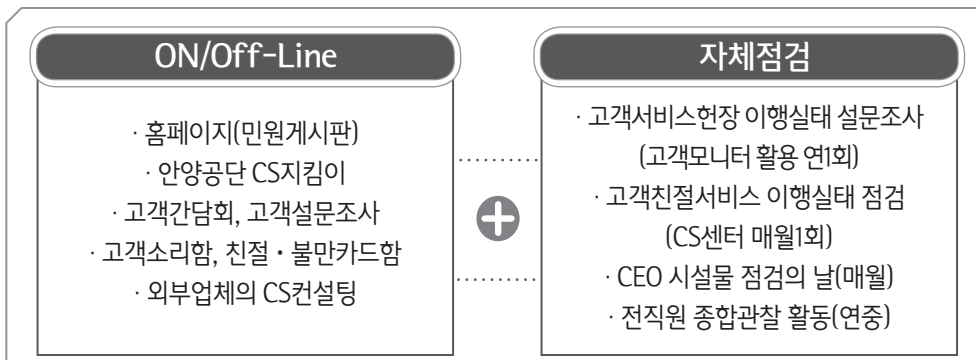 ON/Off-Line
· 홈페이지(민원게시판)
· 안양공단 CS지킴이
· 고객간담회, 고객설문조사
· 고객소리함, 친절・불만카드함
· 외부업체의 CS컨설팅
자체점검
· 고객서비스헌장 이행실태 설문조사
(고객모니터 활용 연1회)
· 고객친절서비스 이행실태 점검
(CS센터 매월1회)
· CEO 시설물 점검의 날(매월)
· 전직원 종합관찰 활동(연중)